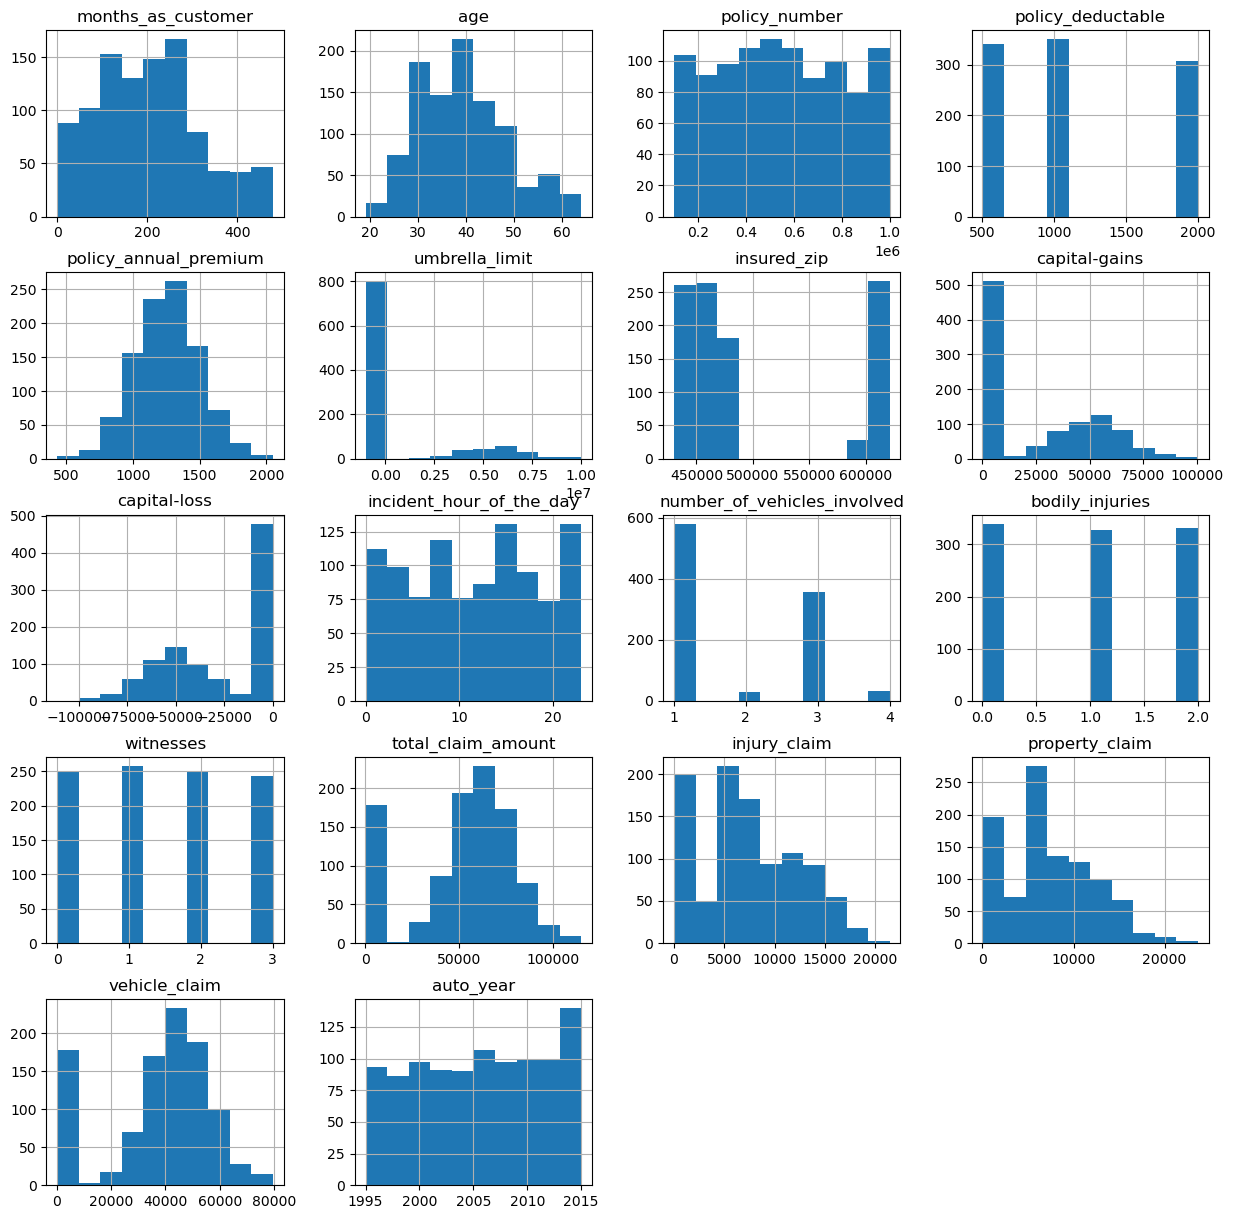 months_as_customer
150
100
50
0
0 200 400
age
200
150
100
50
0
20 30 40 50 60
policy_number
100
80
60
40
20
0
0.2 0.4 0.6 0.8 1.0
1e6
policy_deductable
300
200
100
0
500 1000 1500 2000
policy_annual_premium
250
200
150
100
50
0
500 1000 1500 2000
umbrella_limit
800
600
400
200
0
0.0 2.5 5.0 7.5 10.0
1e7
insured_zip
250
200
150
100
50
0
450000 500000 550000 600000
capital-gains
500
400
300
200
100
0
0 25000 50000 75000 100000
capital-loss
500
400
300
200
100
0
−100000 −75000 −50000 −25000 0
incident_hour_of_the_day
125
100
75
50
25
0
0 10 20
number_of_vehicles_involved
600
400
200
0
1 2 3 4
bodily_injuries
300
200
100
0
0.0 0.5 1.0 1.5 2.0
witnesses
250
200
150
100
50
0
0 1 2 3
total_claim_amount
200
150
100
50
0
0 50000 100000
injury_claim
200
150
100
50
0
0 5000 10000 15000 20000
property_claim
250
200
150
100
50
0
0 10000 20000
vehicle_claim
200
150
100
50
0
0 20000 40000 60000 80000
auto_year
125
100
75
50
25
0
1995 2000 2005 2010 2015